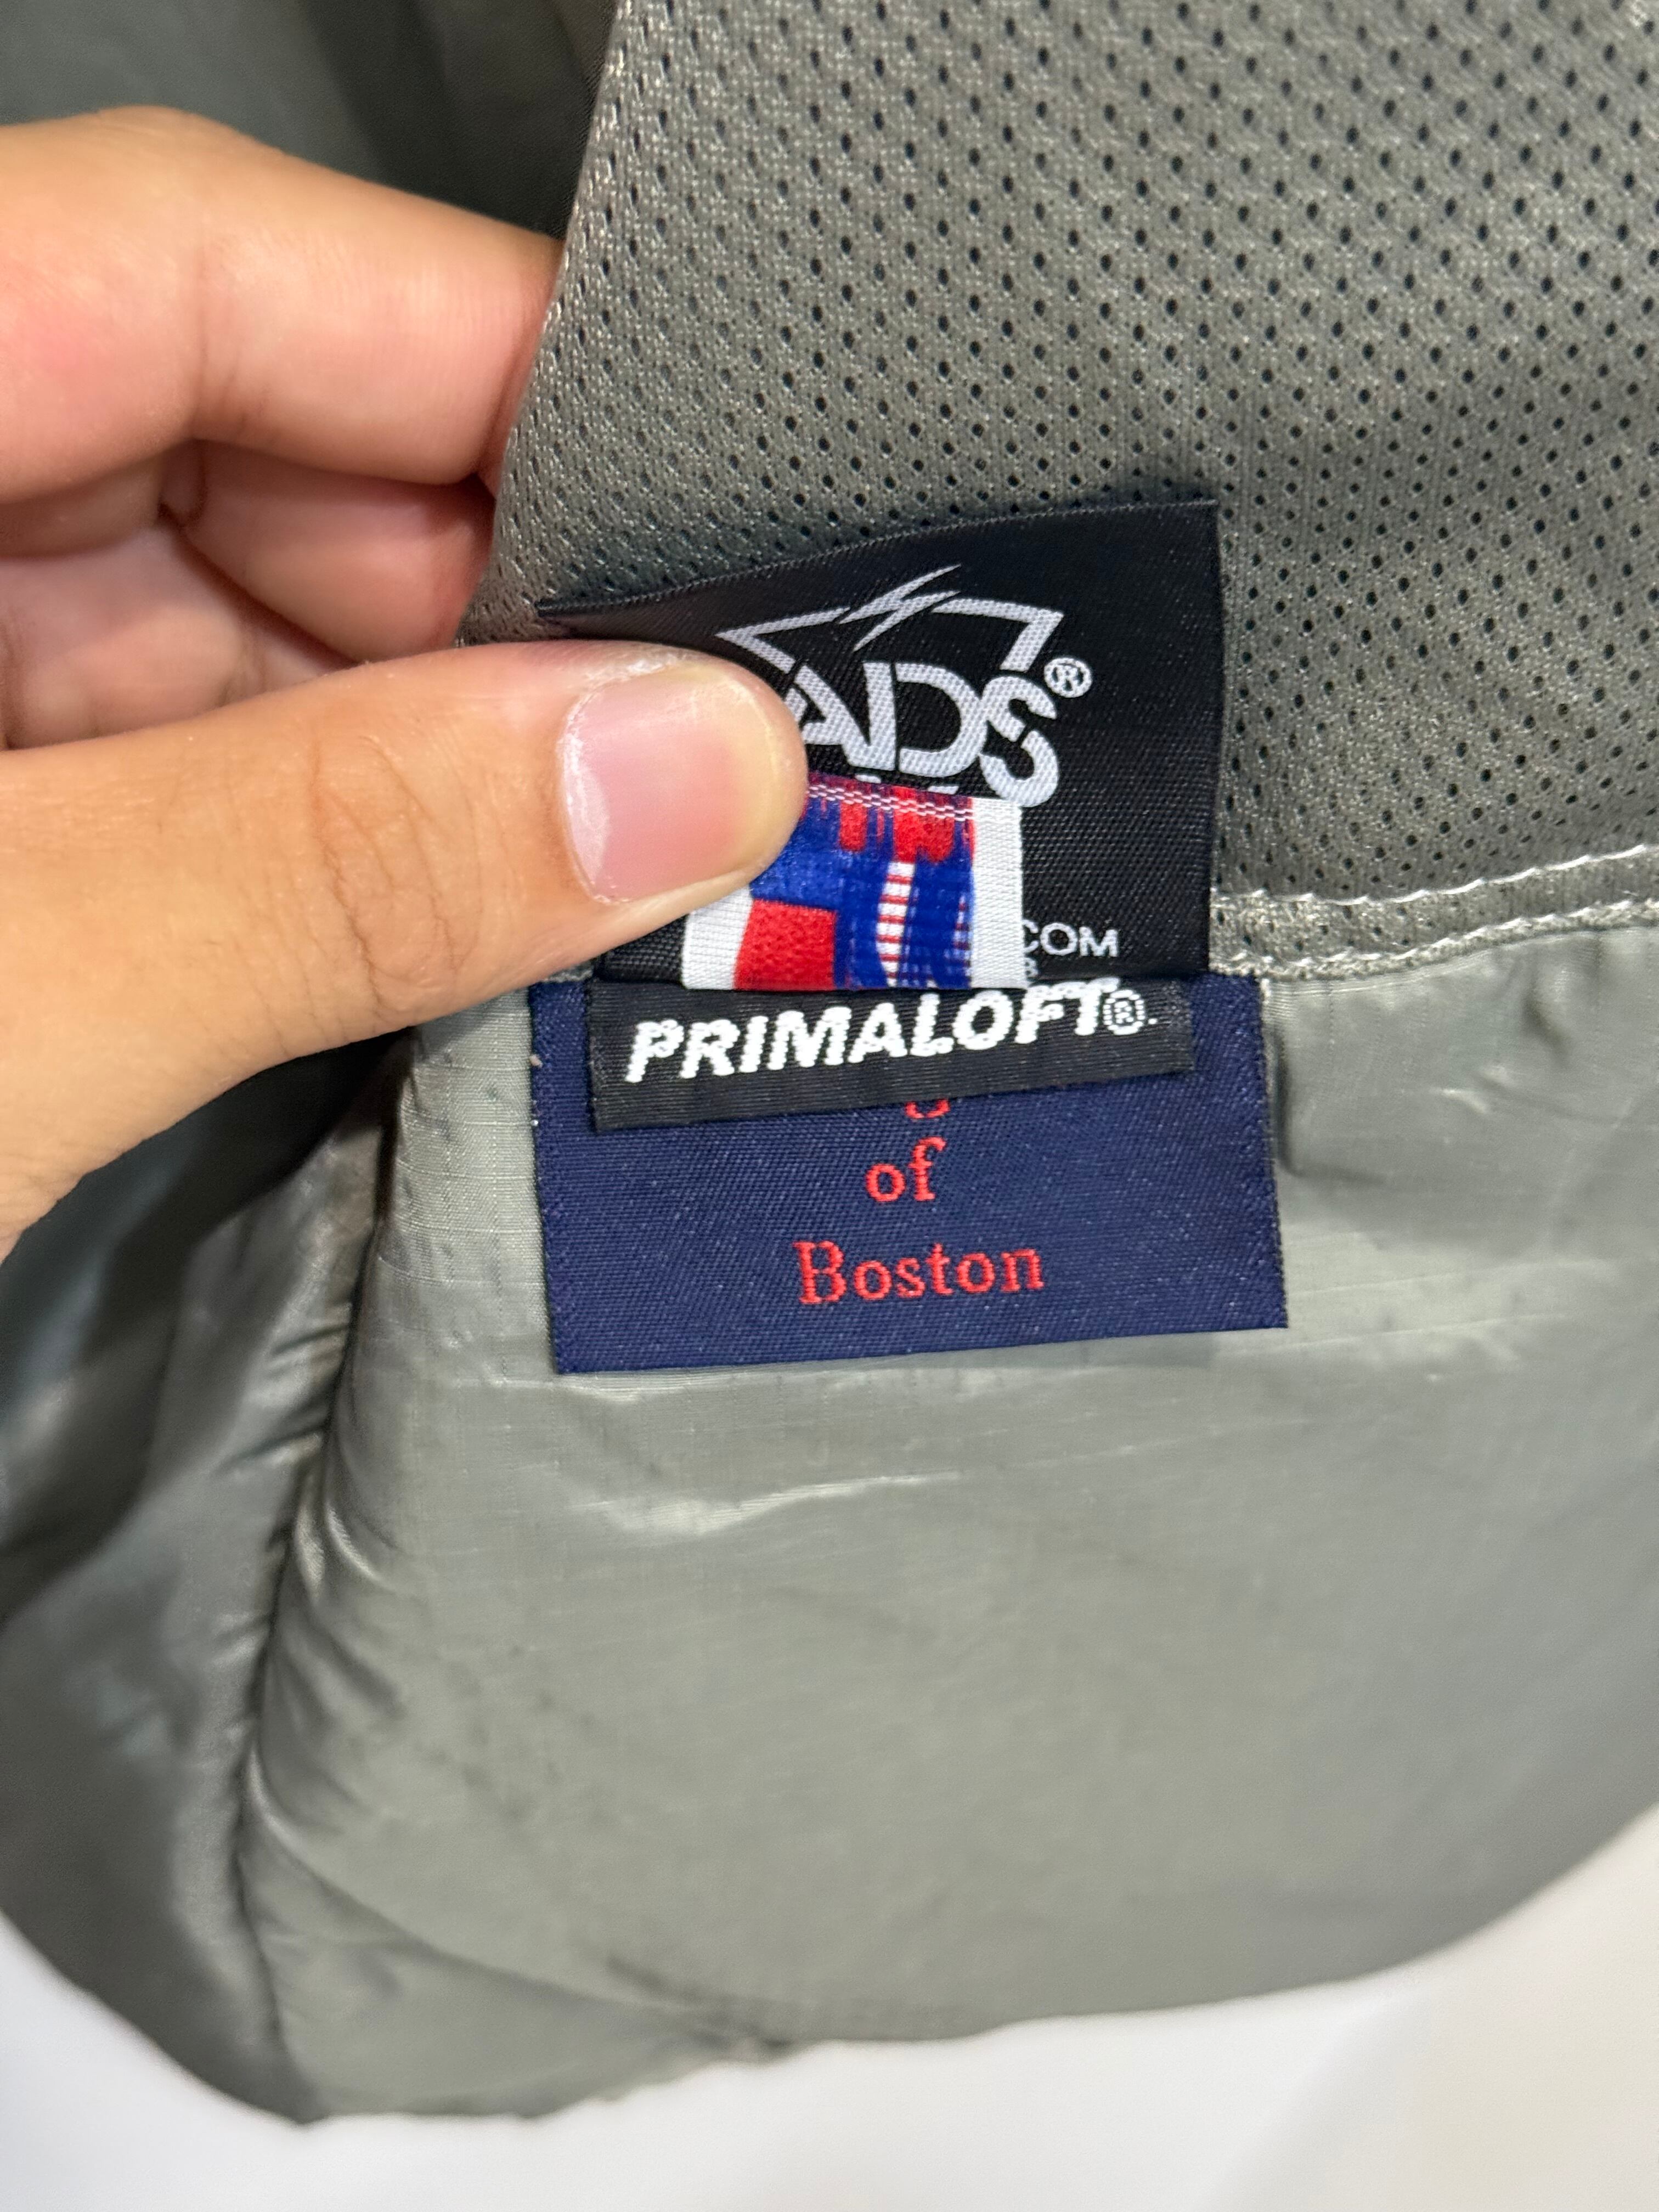 ADS®
COM
PRIMALOFT®.
of
Boston